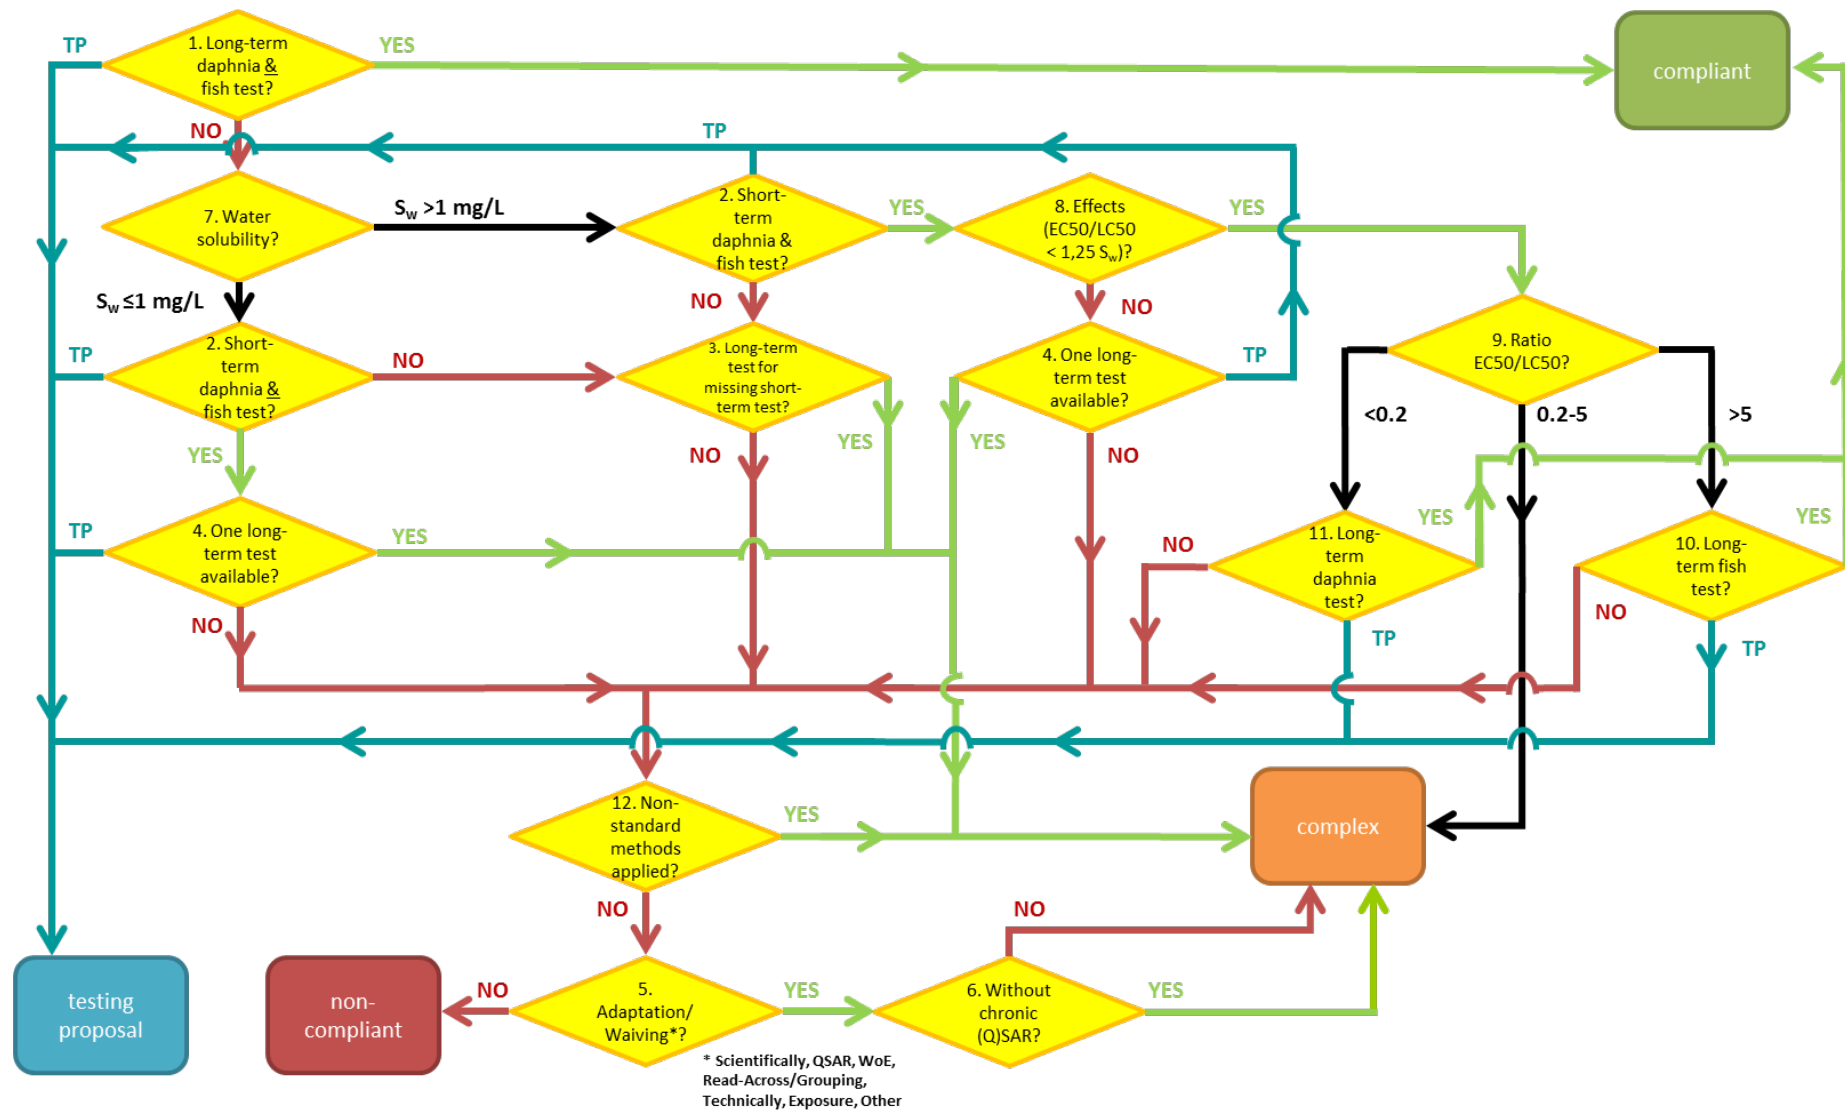 TP
1. Long-term
daphnia &
fish test?
YES
compliant
NO
TP
7. Water
solubility?
Sw >1 mg/L
2. Short-
term
daphnia &
fish test?
YES
8. Effects
(EC50/LC50
< 1,25 Sw)?
YES
Sw ≤1 mg/L
NO
NO
TP
2. Short-
term
daphnia &
fish test?
NO
3. Long-term
test for
missing short-
term test?
4. One long-
term test
available?
TP
9. Ratio
EC50/LC50?
<0.2
0.2-5
>5
YES
NO
YES
YES
NO
TP
4. One long-
term test
available?
YES
NO
11. Long-
term
daphnia
test?
YES
10. Long-
term fish
test?
YES
NO
NO
TP
TP
12. Non-
standard
methods
applied?
YES
complex
NO
NO
testing
proposal
non-
compliant
NO
5.
Adaptation/
Waiving*?
YES
6. Without
chronic
(Q)SAR?
YES
* Scientifically, QSAR, WoE,
Read-Across/Grouping,
Technically, Exposure, Other